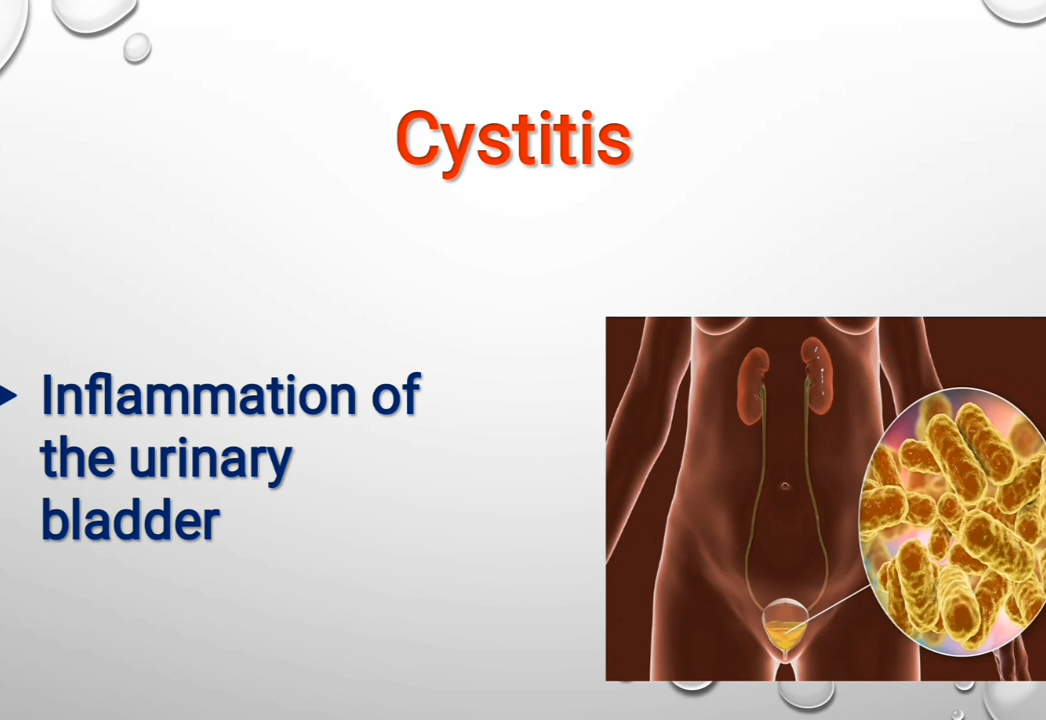 Cystitis
Inflammation of
the urinary
bladder